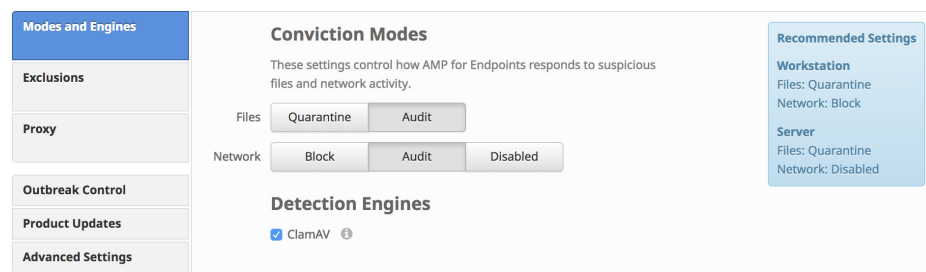 Modes and Engines
Exclusions
Proxy
Outbreak Control
Product Updates
Advanced Settings
Conviction Modes
These settings control how AMP for Endpoints responds to suspicious
files and network activity.
Files Quarantine Audit
Network Block Audit Disabled
Detection Engines
ClamAV
Recommended Settings
Workstation
Files: Quarantine
Network: Block
Server
Files: Quarantine
Network: Disabled